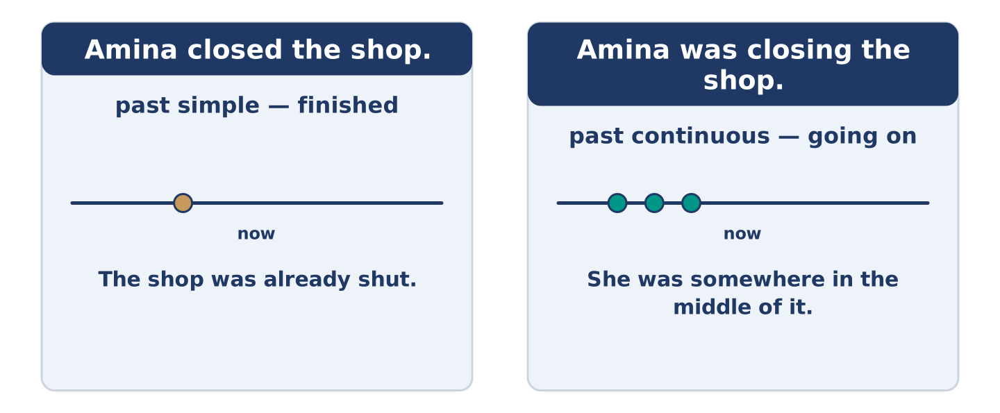 Amina closed the shop.
past simple — finished
now
The shop was already shut.
Amina was closing the
shop.
past continuous — going on
now
She was somewhere in the
middle of it.